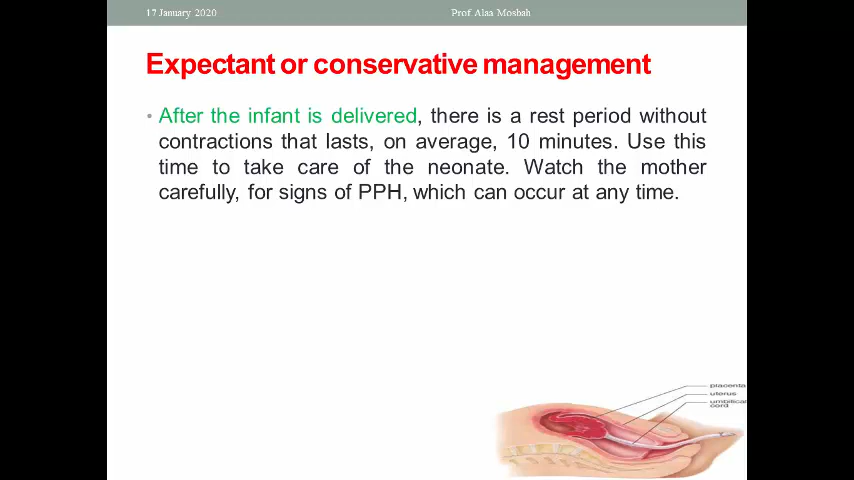 17 January 2020
Prof Alaa Mosbah
Expectant or conservative management
• After the infant is delivered, there is a rest period without
contractions that lasts, on average, 10 minutes. Use this
time to take care of the neonate. Watch the mother
carefully, for signs of PPH, which can occur at any time.
placenta
uterus
umbilical
cord